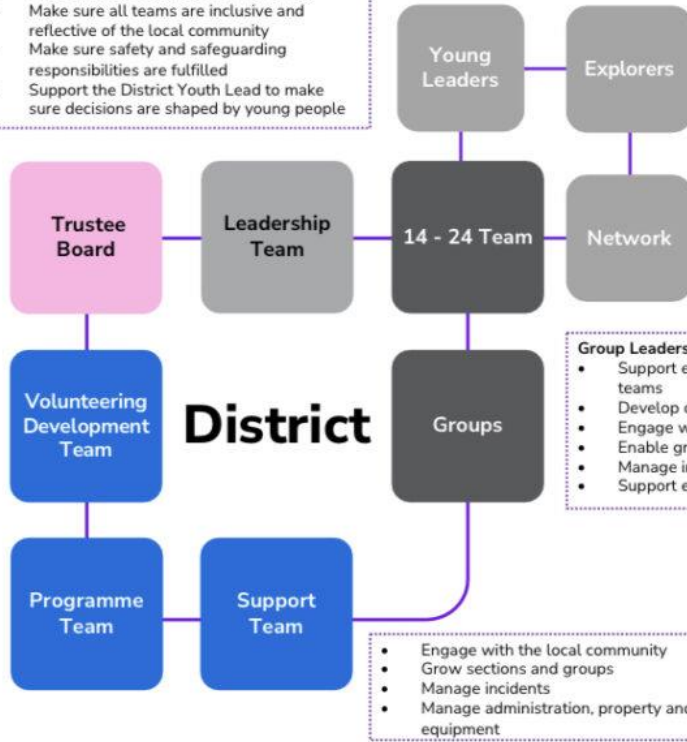 • Make sure all teams are inclusive and
reflective of the local community
Make sure safety and safeguarding
responsibilities are fulfilled
Support the District Youth Lead to make
sure decisions are shaped by young people
Young
Leaders
Explorers
Trustee
Board
Leadership
Team
14 - 24 Team
Network
Volunteering
Development
Team
District
Groups
Group Leaders
• Support
teams
• Develop
• Engage
• Enable
• Manage
• Support
Programme
Team
Support
Team
• Engage with the local community
• Grow sections and groups
• Manage incidents
• Manage administration, property and
equipment